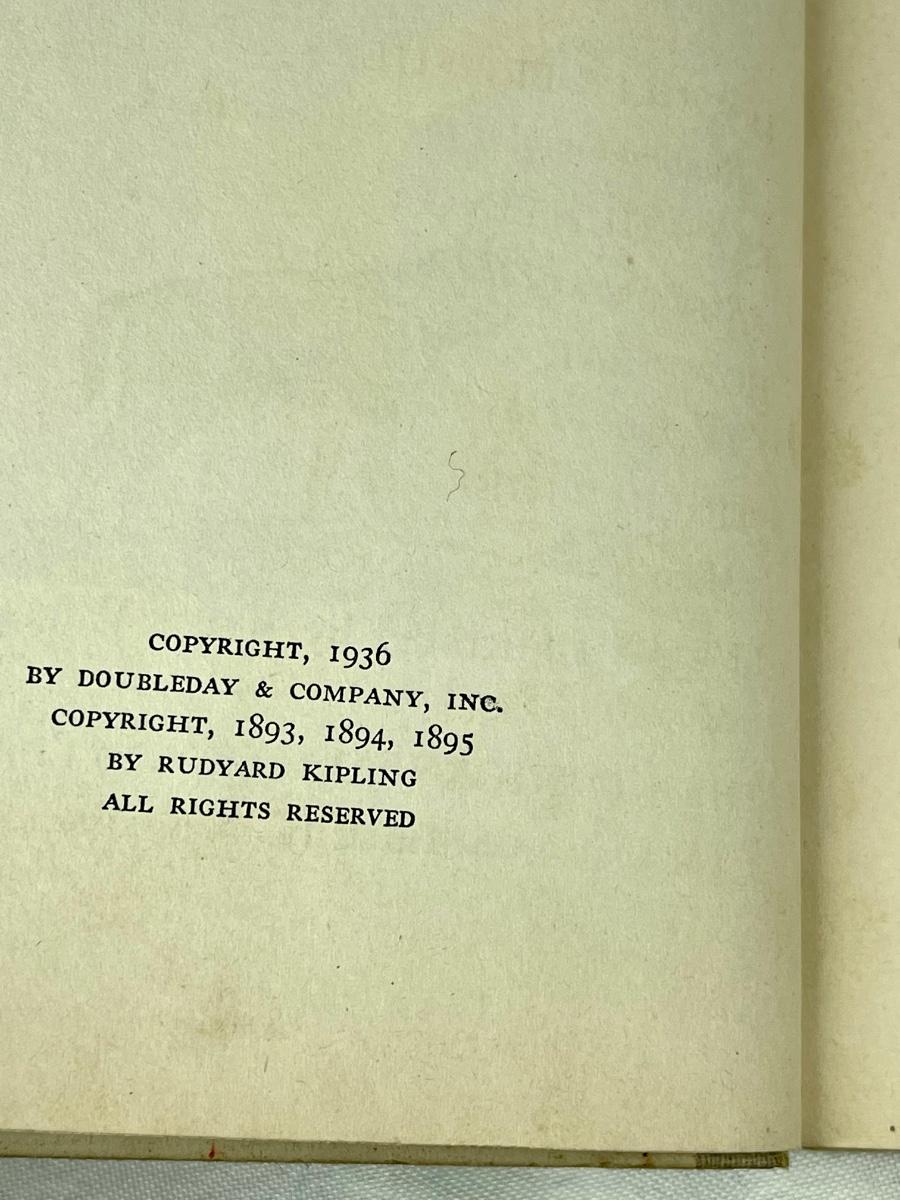 COPYRIGHT, 1936
BY DOUBLEDAY & COMPANY, INC.
COPYRIGHT, 1893, 1894, 1895
BY RUDYARD KIPLING
ALL RIGHTS RESERVED